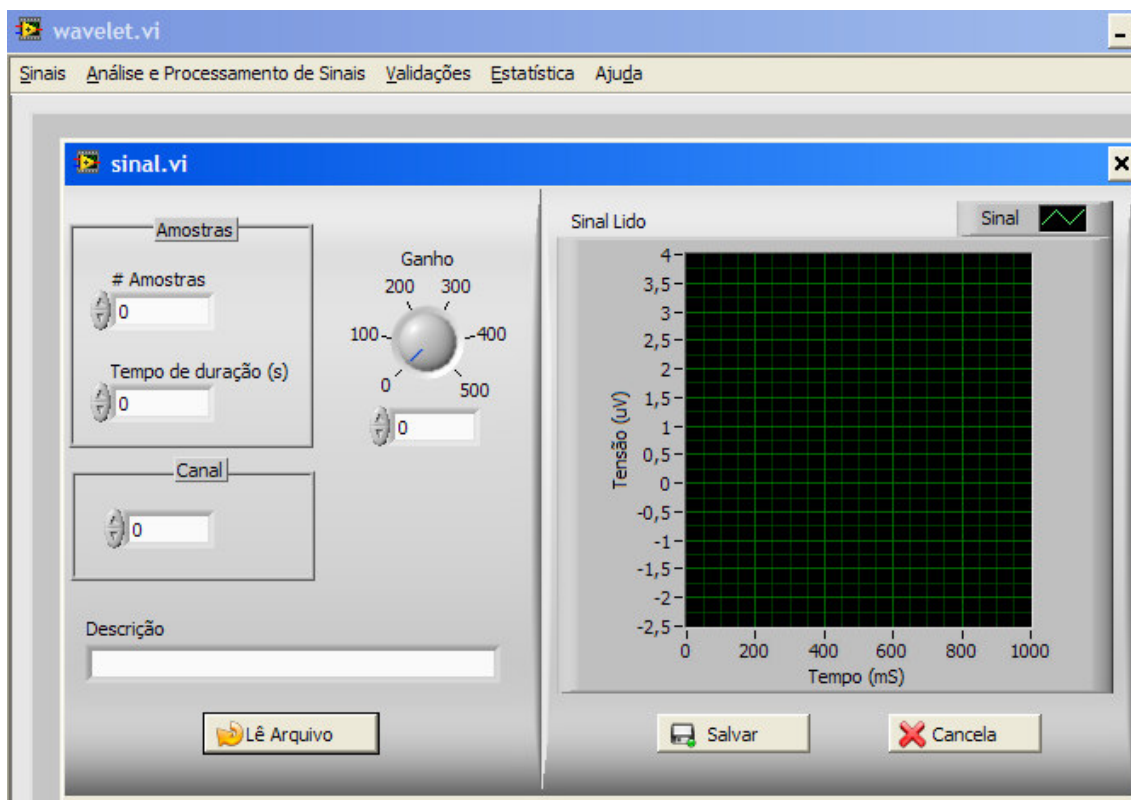 wavelet.vi
Sinais Análise e Processamento de Sinais Validações Estatística Ajuda
sinal.vi
Amostras
# Amostras
0
Tempo de duração (s)
0
Ganho
200 300
100 400
0 500
0
Canal
0
Descrição
Lê Arquivo
Sinal Lido
Sinal
Tensão (uV)
4
3,5
3
2,5
2
1,5
1
0,5
0
-0,5
-1
-1,5
-2
-2,5
0 200 400 600 800 1000
Tempo (mS)
Salvar Cancela